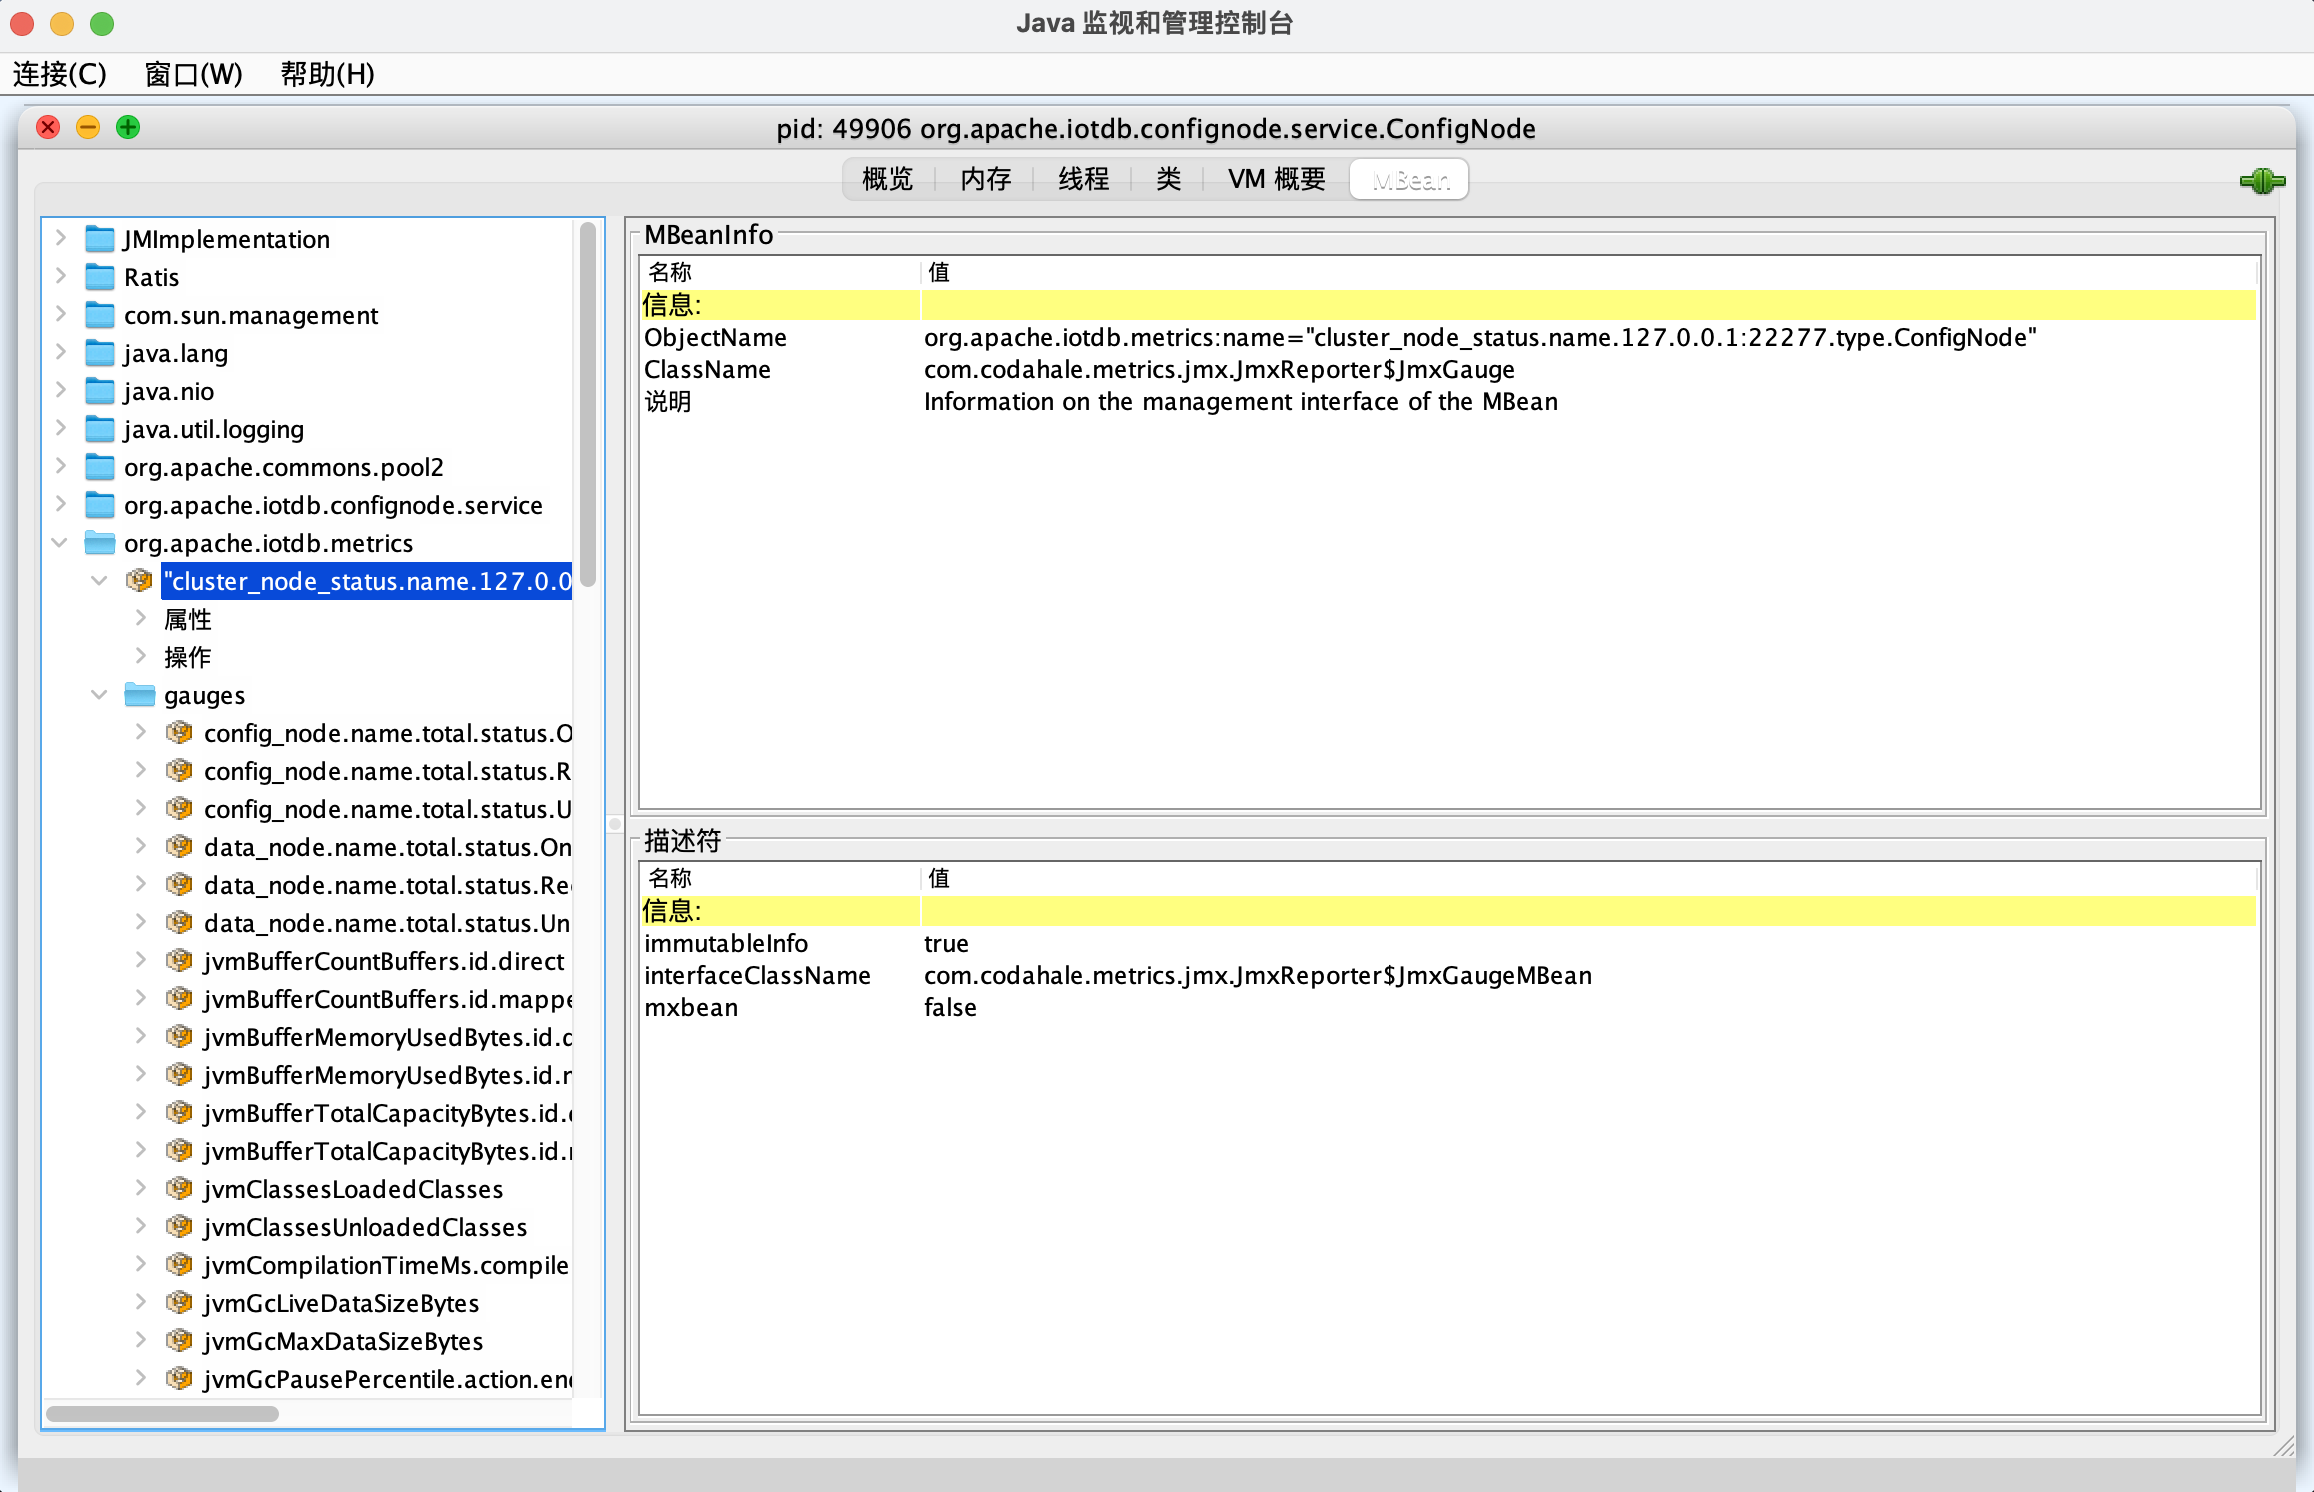 Java 监视和管理控制台
连接(C) 窗口(W) 帮助(H)
pid: 49906 org.apache.iotdb.confignode.service.ConfigNode
概览 内存 线程 类 VM 概要 MBean
JMImplementation
Ratis
com.sun.management
java.lang
java.nio
java.util.logging
org.apache.commons.pool2
org.apache.iotdb.confignode.service
org.apache.iotdb.metrics
"cluster_node_status.name.127.0.0
属性
操作
gauges
config_node.name.total.status.O
config_node.name.total.status.R
config_node.name.total.status.U
data_node.name.total.status.On
data_node.name.total.status.Re
data_node.name.total.status.Un
jvmBufferCountBuffers.id.direct
jvmBufferCountBuffers.id.mappe
jvmBufferMemoryUsedBytes.id.d
jvmBufferMemoryUsedBytes.id.
jvmBufferTotalCapacityBytes.id.
jvmBufferTotalCapacityBytes.id.
jvmClassesLoadedClasses
jvmClassesUnloadedClasses
jvmCompilationTimeMs.compile
jvmGcLiveDataSizeBytes
jvmGcMaxDataSizeBytes
jvmGcPausePercentile.action.en
MBeanInfo
名称 值
信息:
ObjectName org.apache.iotdb.metrics:name="cluster_node_status.name.127.0.0.1:22277.type.ConfigNode"
ClassName com.codahale.metrics.jmx.JmxReporter$JmxGauge
说明 Information on the management interface of the MBean
描述符
名称 值
信息:
immutableInfo true
interfaceClassName com.codahale.metrics.jmx.JmxReporter$JmxGaugeMBean
mxbean false